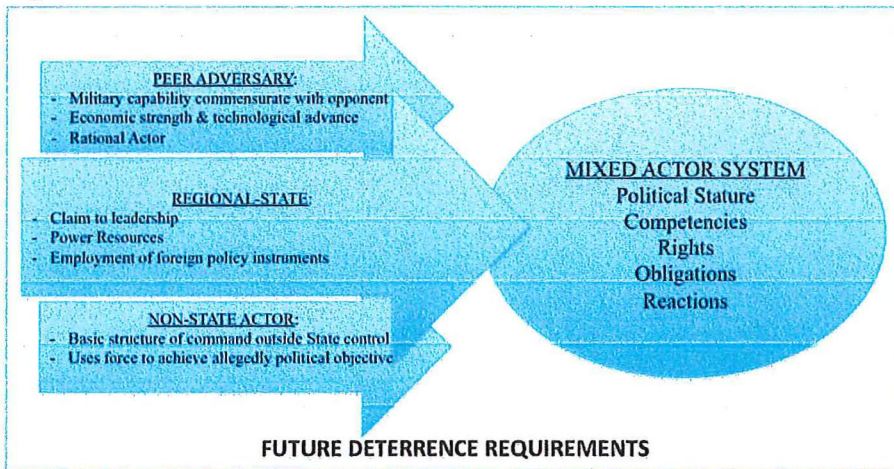 PEER ADVERSARY:
- Military capability commensurate with opponent
- Economic strength & technological advance
- Rational Actor
REGIONAL-STATE:
- Claim to leadership
- Power Resources
- Employment of foreign policy instruments
NON-STATE ACTOR:
- Basic structure of command outside State control
- Uses force to achieve allegedly political objective
MIXED ACTOR SYSTEM
Political Stature
Competencies
Rights
Obligations
Reactions
FUTURE DETERRENCE REQUIREMENTS